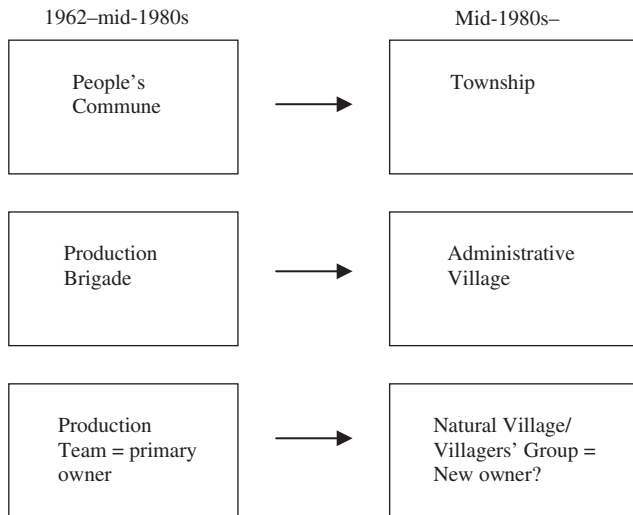 1962–mid-1980s
Mid-1980s–
People’s
Commune
Township
Production
Brigade
Administrative
Village
Production
Team = primary
owner
Natural Village/
Villagers’ Group =
New owner?